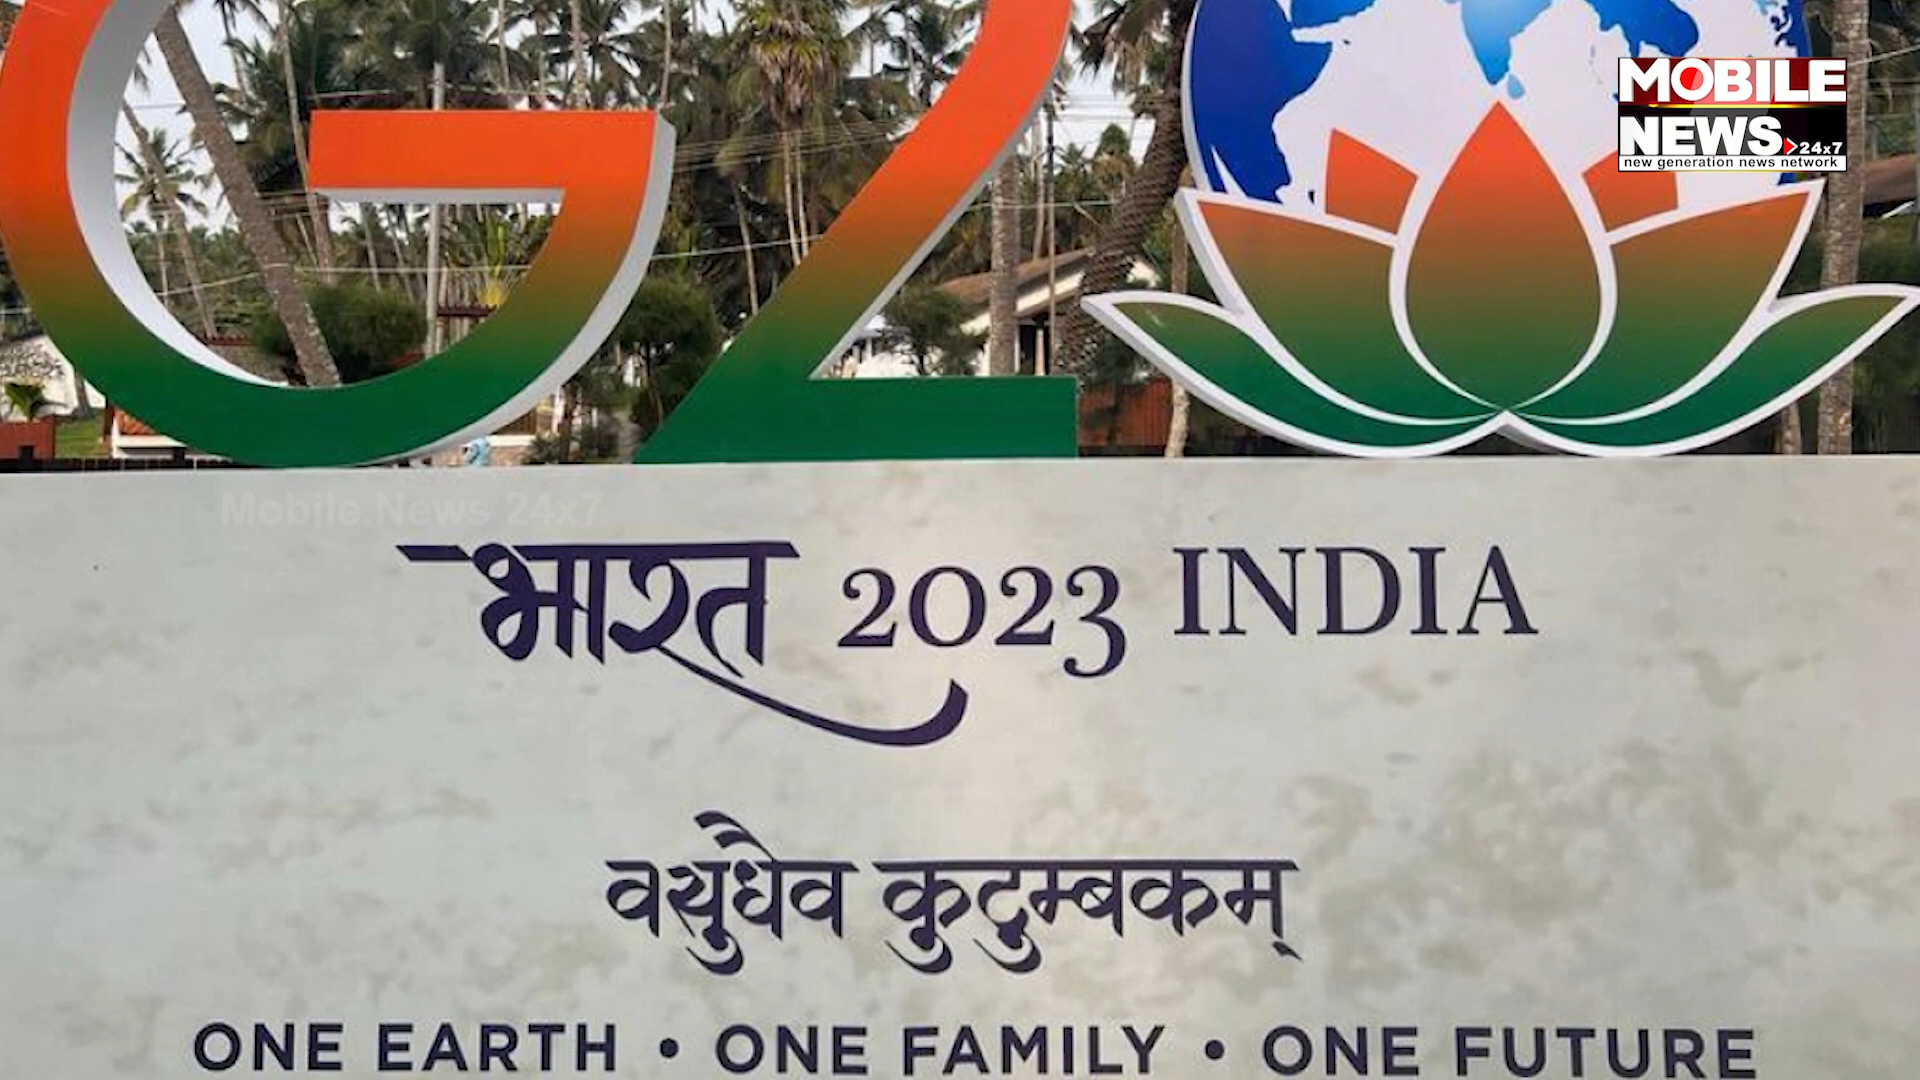 G20
MOBILE
NEWS 24x7
new generation news network
Mobile News 24x7
भारत 2023 INDIA
वसुधैव कुटुम्बकम्
ONE EARTH • ONE FAMILY • ONE FUTURE